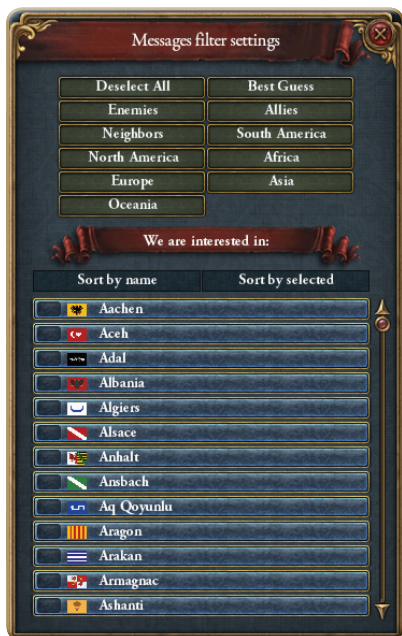 Messages filter settings
Deselect All Best Guess
Enemies Allies
Neighbors South America
North America Africa
Europe Asia
Oceania
We are interested in:
Sort by name Sort by selected
Aachen
Aceh
Adal
Albania
Algiers
Alsace
Anhalt
Ansbach
Aq Qoyunlu
Aragon
Arakan
Armagnac
Ashanti